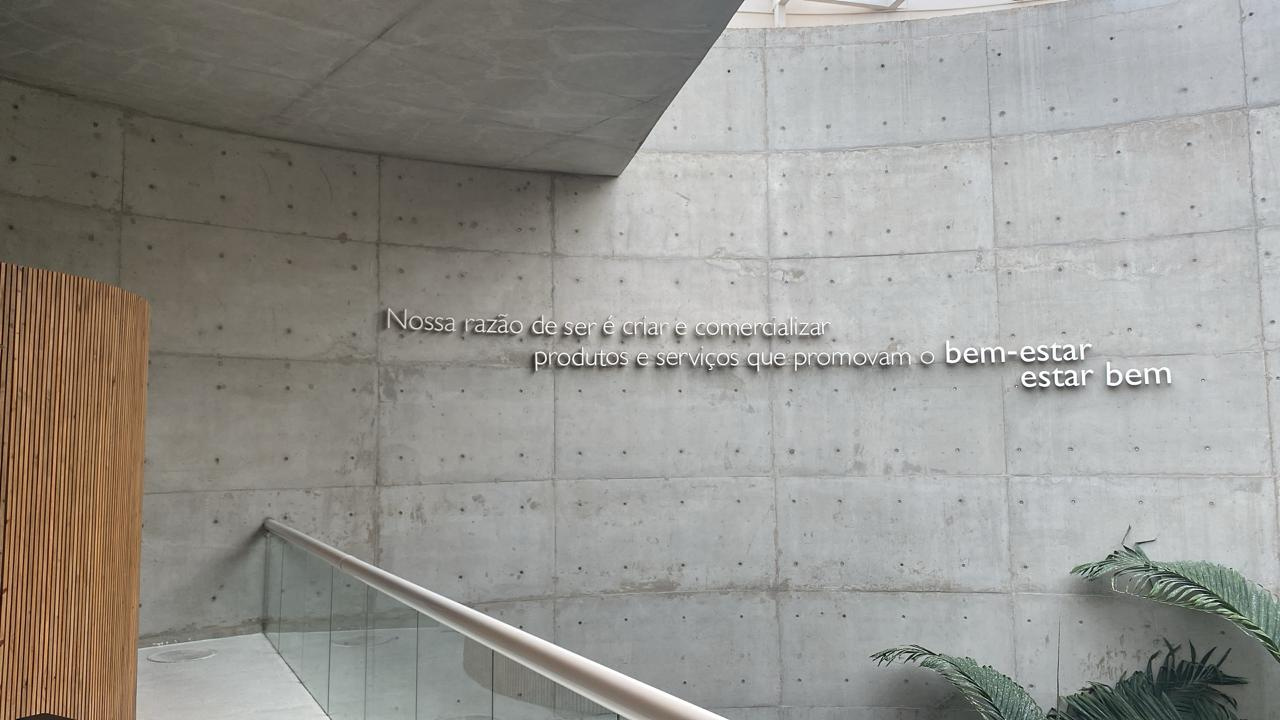 Nossa razão de ser é criar e comercializar
produtos e serviços que promovam o bem-estar
estar bem